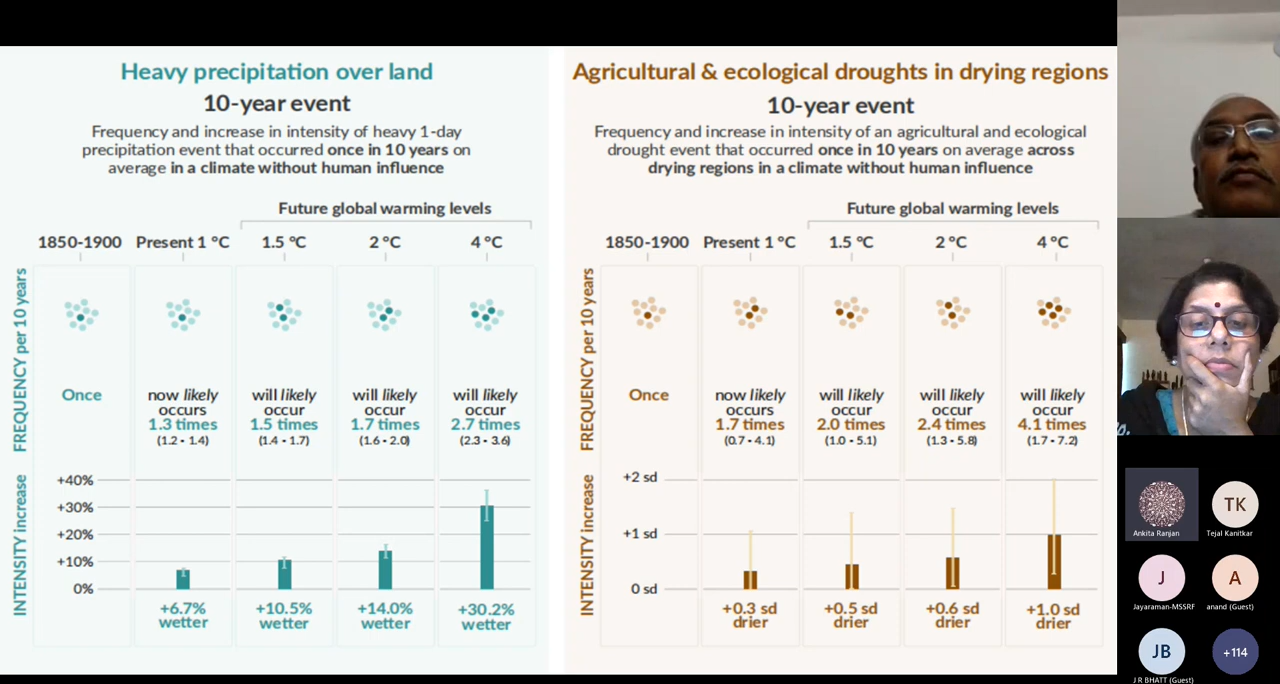 Heavy precipitation over land
10-year event
Frequency and increase in intensity of heavy 1-day
precipitation event that occurred once in 10 years on
average in a climate without human influence
Future global warming levels
1850-1900 Present 1 °C 1.5 °C 2 °C 4 °C
FREQUENCY per 10 years
Once
now likely
occurs
1.3 times
(1.2 - 1.4)
will likely
occur
1.5 times
(1.4 - 1.7)
will likely
occur
1.7 times
(1.6 - 2.0)
will likely
occur
2.7 times
(2.3 - 3.6)
INTENSITY increase
+40%
+30%
+20%
+10%
0%
+6.7%
wetter
+10.5%
wetter
+14.0%
wetter
+30.2%
wetter
Agricultural & ecological droughts in drying regions
10-year event
Frequency and increase in intensity of an agricultural and ecological
drought event that occurred once in 10 years on average across
drying regions in a climate without human influence
Future global warming levels
1850-1900 Present 1 °C 1.5 °C 2 °C 4 °C
FREQUENCY per 10 years
Once
now likely
occurs
1.7 times
(0.7 - 4.1)
will likely
occur
2.0 times
(1.0 - 5.1)
will likely
occur
2.4 times
(1.3 - 5.8)
will likely
occur
4.1 times
(1.7 - 7.2)
INTENSITY increase
+2 sd
+1 sd
0 sd
+0.3 sd
drier
+0.5 sd
drier
+0.6 sd
drier
+1.0 sd
drier
Ankita Ranjan
TK
Tejal Kanitkar
J
Jayaraman-MSSRF
A
anand (Guest)
JB
J R BHATT (Guest)
+114